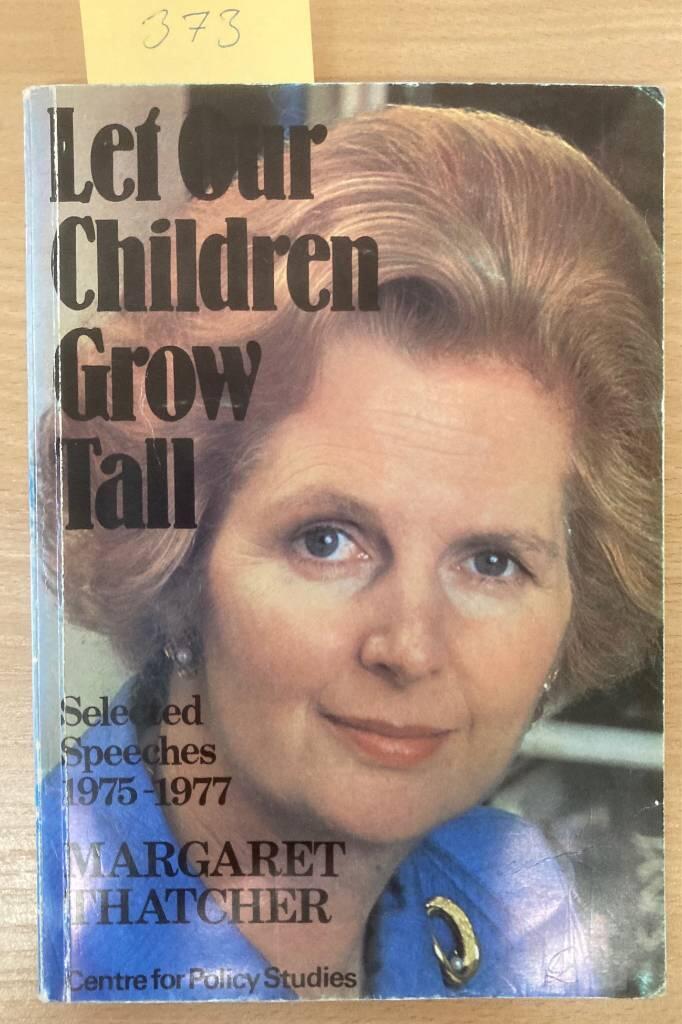 373
Let Our
Children
Grow
Tall
Selected
Speeches
1975-1977
MARGARET
THATCHER
Centre for Policy Studies